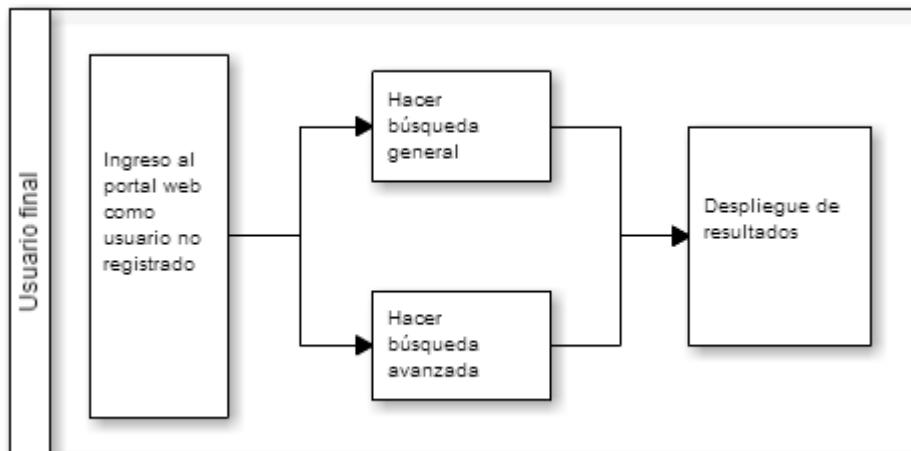 Usuario final
Ingreso al
portal web
como
usuario no
registrado
Hacer
búsqueda
general
Hacer
búsqueda
avanzada
Despliegue de
resultados